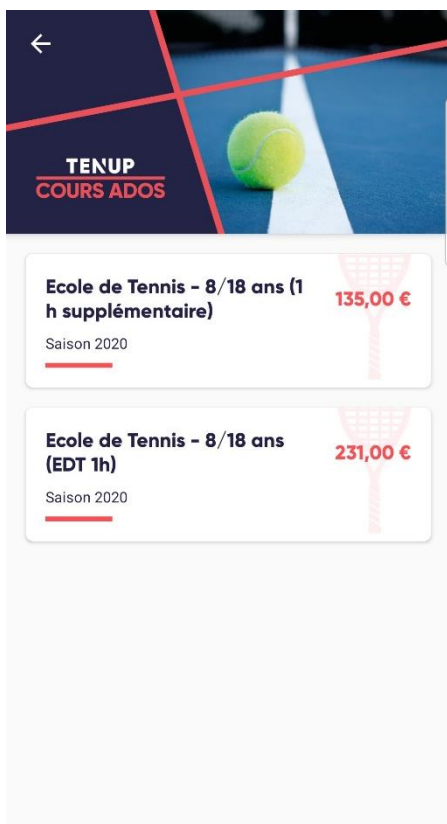 TENUP
COURS ADOS
Ecole de Tennis - 8/18 ans (1
h supplémentaire)
135,00 €
Saison 2020
Ecole de Tennis - 8/18 ans
(EDT 1h)
231,00 €
Saison 2020